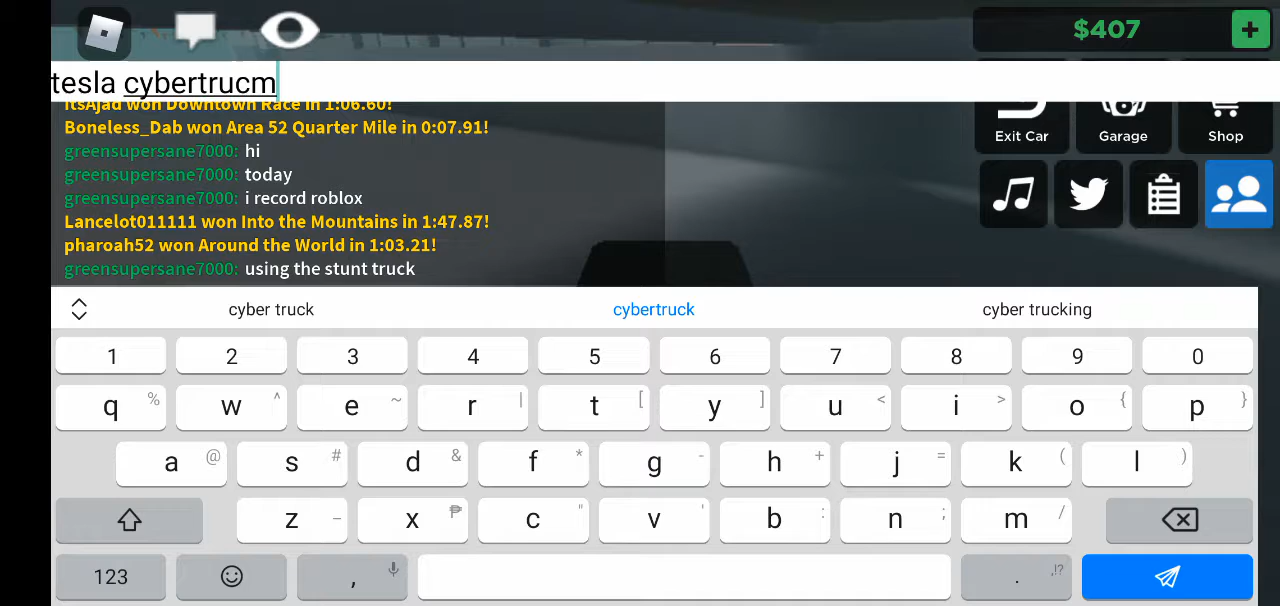 $407
+
tesla cybertrucm
ItsAjad won Downtown Race in 1:06.60!
Boneless_Dab won Area 52 Quarter Mile in 0:07.91!
greensupersane7000: hi
greensupersane7000: today
greensupersane7000: i record roblox
Lancelot011111 won Into the Mountains in 1:47.87!
pharoah52 won Around the World in 1:03.21!
greensupersane7000: using the stunt truck
Exit Car Garage Shop
cyber truck cybertruck cyber trucking
1 2 3 4 5 6 7 8 9 0
q % w ^ e ~ r | t [ y ] u < i > o { p }
a @ s # d & f * g - h + j = k ( l )
z _ x ₱ c " v ' b : n ; m /
123 , . ,!?